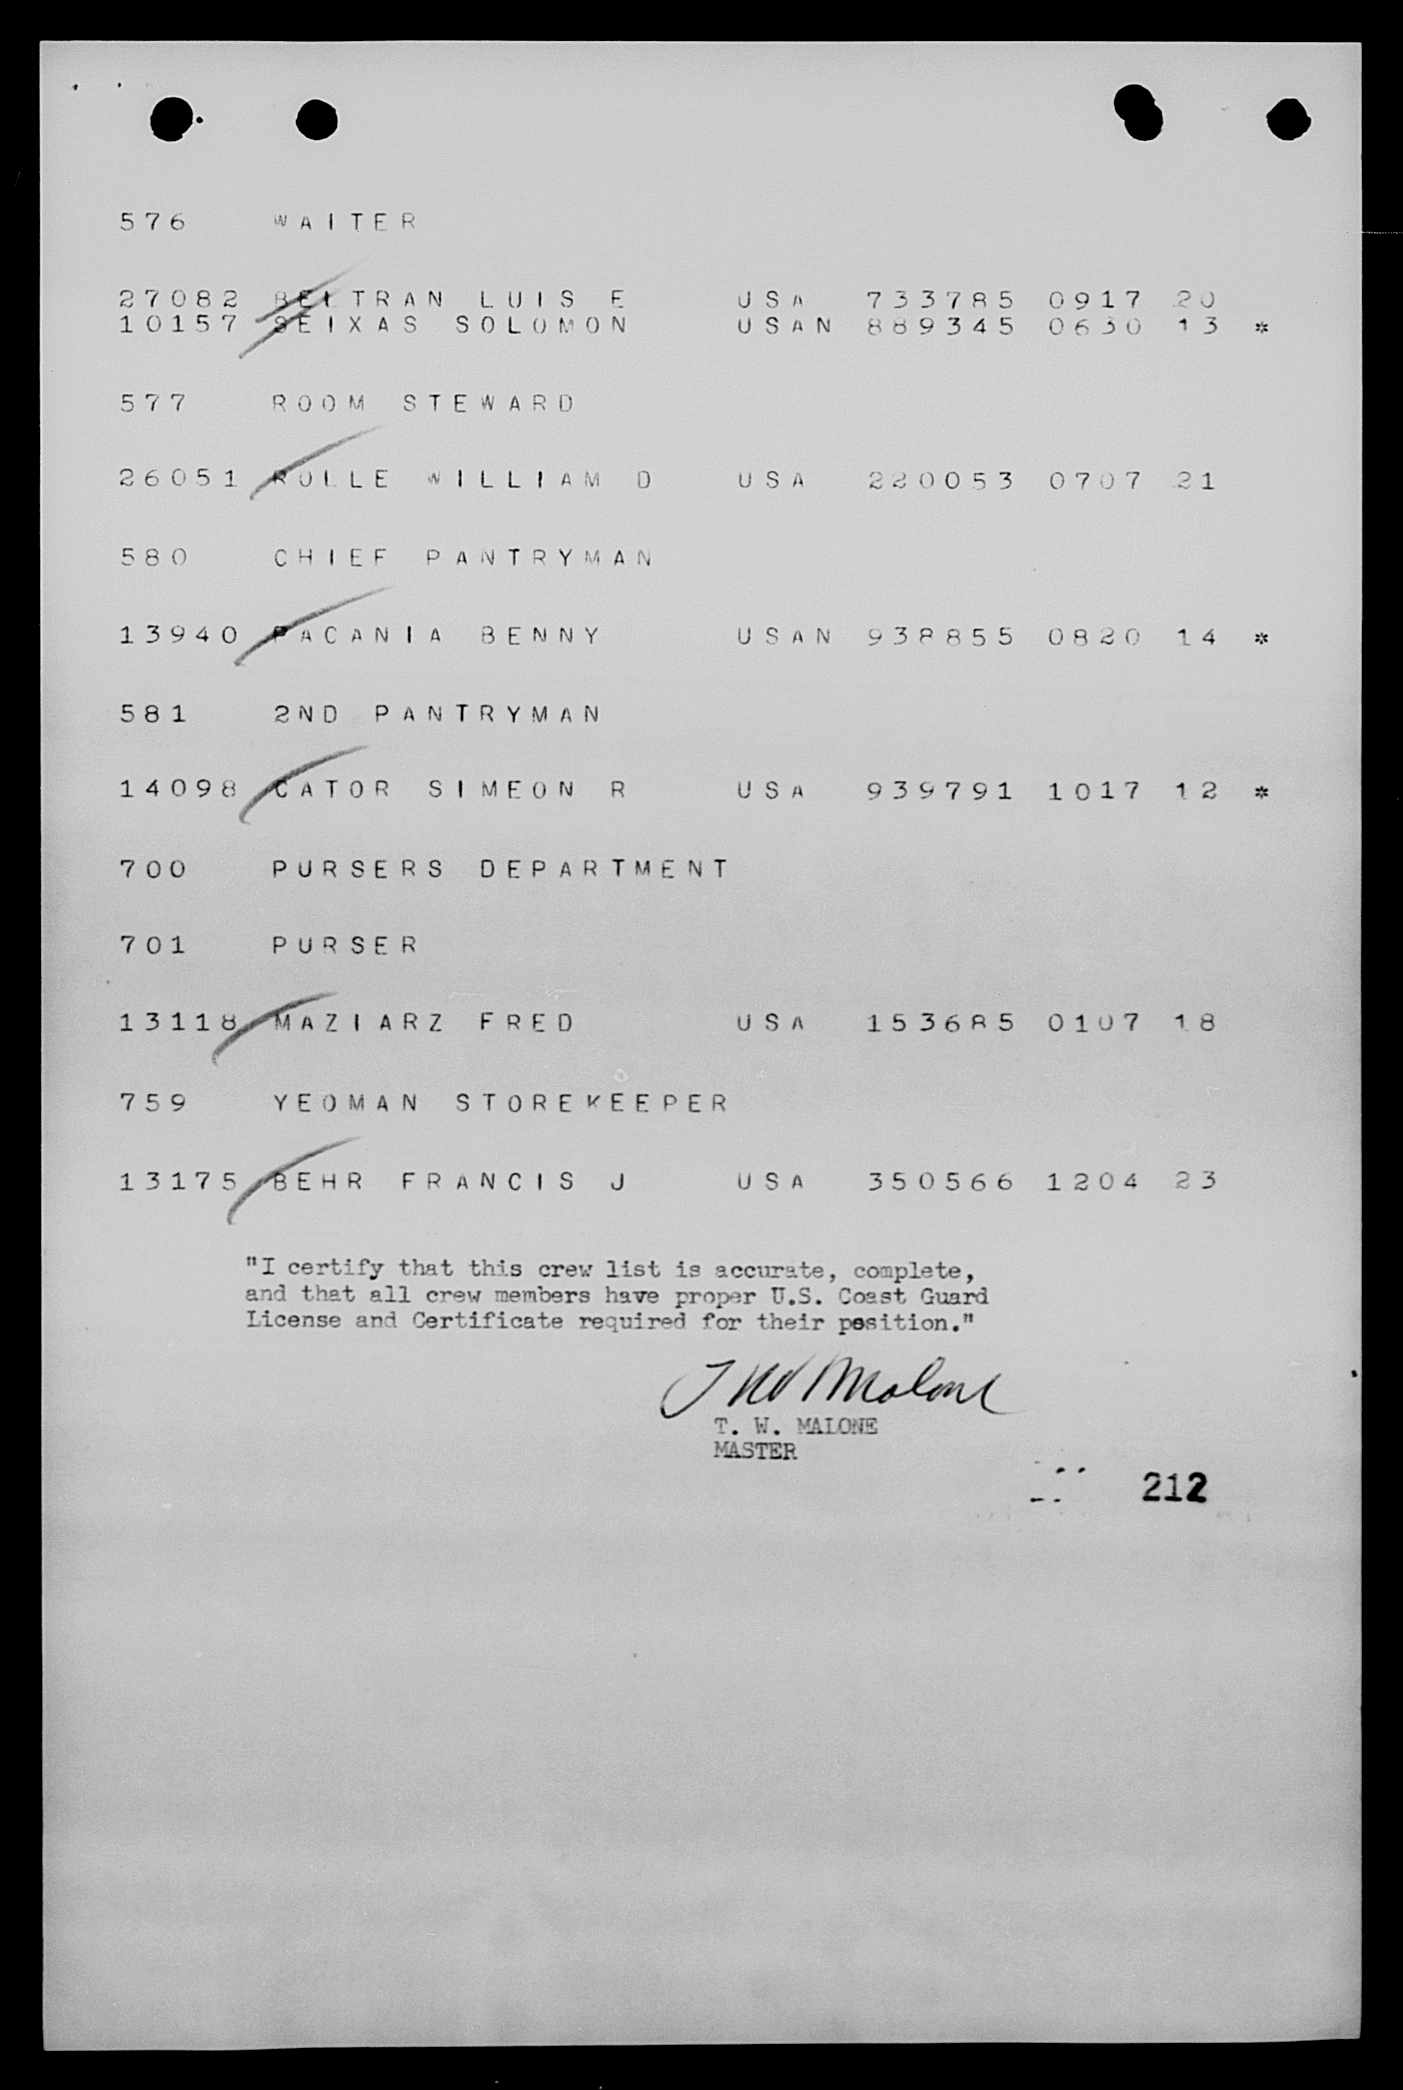 576 WAITER
27082 BELTRAN LUIS E USA 733785 0917 20
10157 SEIXAS SOLOMON USAN 889345 0630 13 *
577 ROOM STEWARD
26051 ROLLE WILLIAM D USA 220053 0707 21
580 CHIEF PANTRYMAN
13940 PACANIA BENNY USAN 938855 0820 14 *
581 2ND PANTRYMAN
14098 CATOR SIMEON R USA 939791 1017 12 *
700 PURSERS DEPARTMENT
701 PURSER
13118 MAZIARZ FRED USA 153685 0107 18
759 YEOMAN STOREKEEPER
13175 BEHR FRANCIS J USA 350566 1204 23
"I certify that this crew list is accurate, complete,
and that all crew members have proper U.S. Coast Guard
License and Certificate required for their position."
T W Malone
T. W. MALONE
MASTER
212